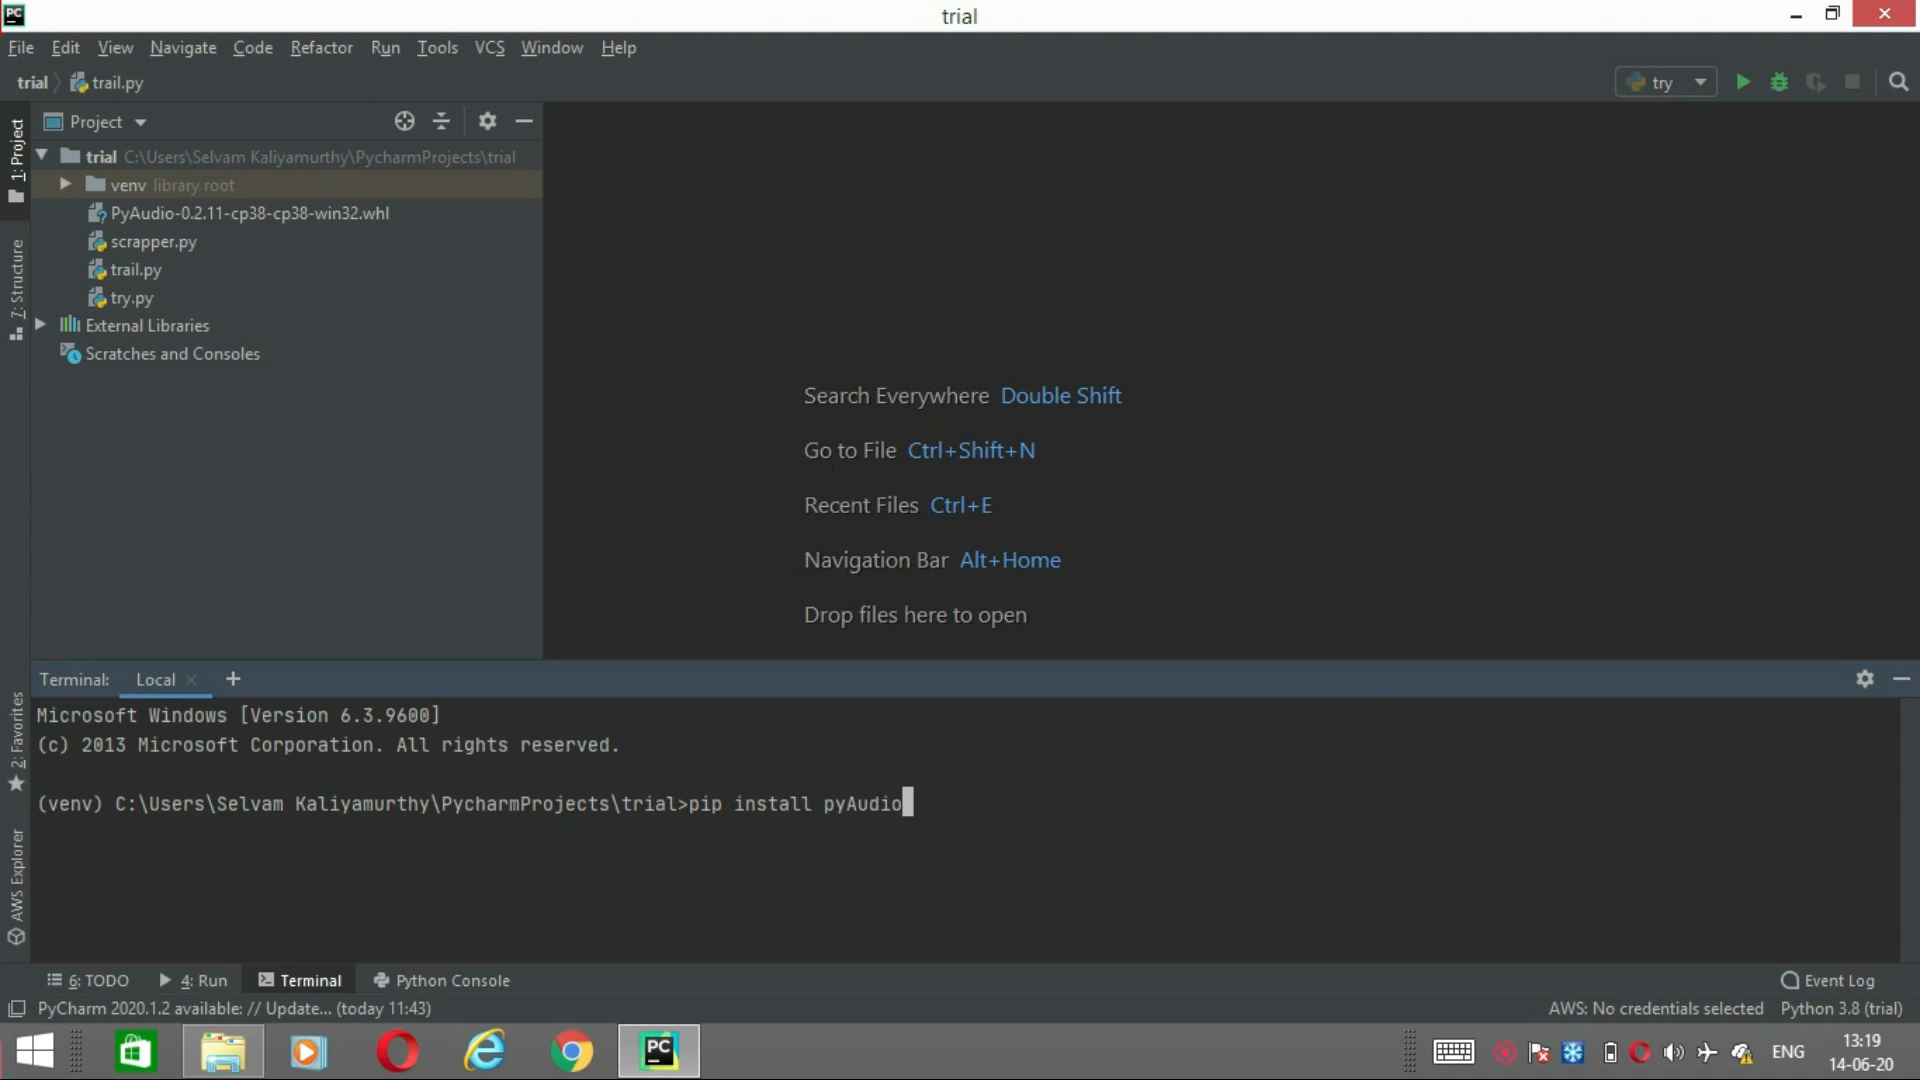 PC
trial
File Edit View Navigate Code Refactor Run Tools VCS Window Help
trial trail.py
try
1: Project
7: Structure
2: Favorites
AWS Explorer
Project
trial C:\Users\Selvam Kaliyamurthy\PycharmProjects\trial
venv library root
PyAudio-0.2.11-cp38-cp38-win32.whl
scrapper.py
trail.py
try.py
External Libraries
Scratches and Consoles
Search Everywhere Double Shift
Go to File Ctrl+Shift+N
Recent Files Ctrl+E
Navigation Bar Alt+Home
Drop files here to open
Terminal: Local
Microsoft Windows [Version 6.3.9600]
(c) 2013 Microsoft Corporation. All rights reserved.
(venv) C:\Users\Selvam Kaliyamurthy\PycharmProjects\trial>pip install pyAudio
6: TODO 4: Run Terminal Python Console Event Log
PyCharm 2020.1.2 available: // Update... (today 11:43) AWS: No credentials selected Python 3.8 (trial)
PC ENG 13:19
14-06-20